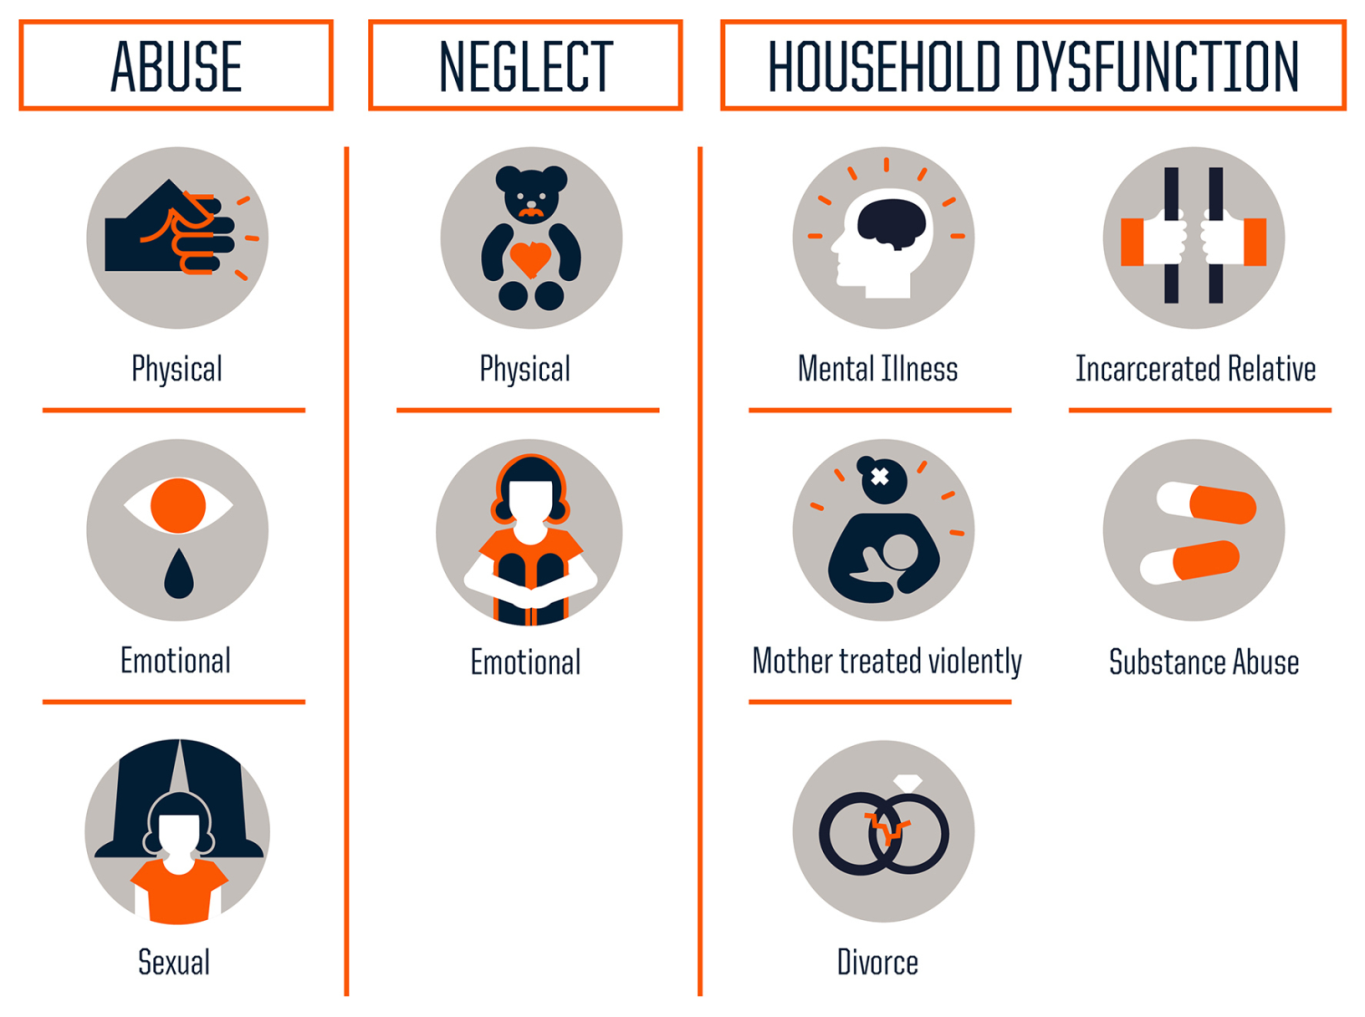 ABUSE
Physical
Emotional
Sexual
NEGLECT
Physical
Emotional
HOUSEHOLD DYSFUNCTION
Mental Illness
Incarcerated Relative
Mother treated violently
Substance Abuse
Divorce